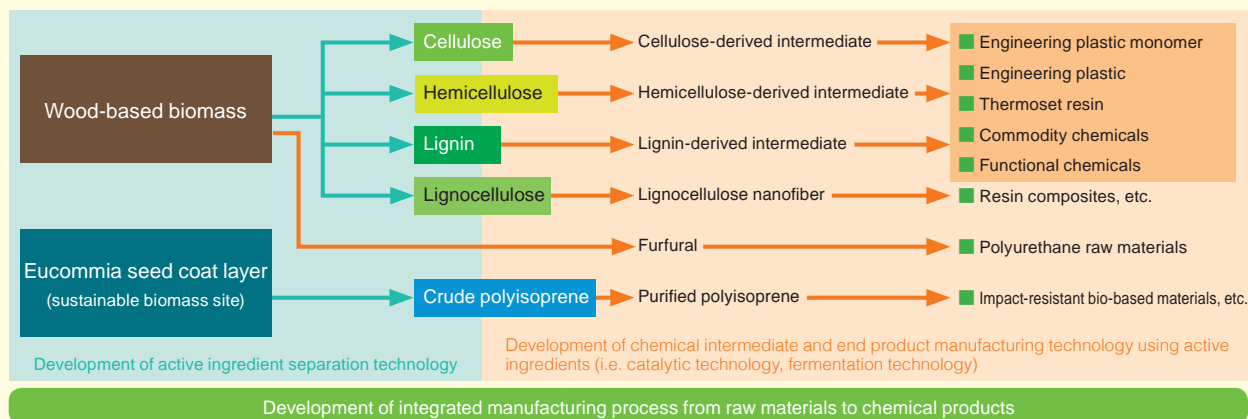 Wood-based biomass
Cellulose
Cellulose-derived intermediate
Engineering plastic monomer
Engineering plastic
Hemicellulose
Hemicellulose-derived intermediate
Thermoset resin
Commodity chemicals
Lignin
Lignin-derived intermediate
Functional chemicals
Lignocellulose
Lignocellulose nanofiber
Resin composites, etc.
Furfural
Polyurethane raw materials
Eucommia seed coat layer
(sustainable biomass site)
Crude polyisoprene
Purified polyisoprene
Impact-resistant bio-based materials, etc.
Development of active ingredient separation technology
Development of chemical intermediate and end product manufacturing technology using active
ingredients (i.e. catalytic technology, fermentation technology)
Development of integrated manufacturing process from raw materials to chemical products